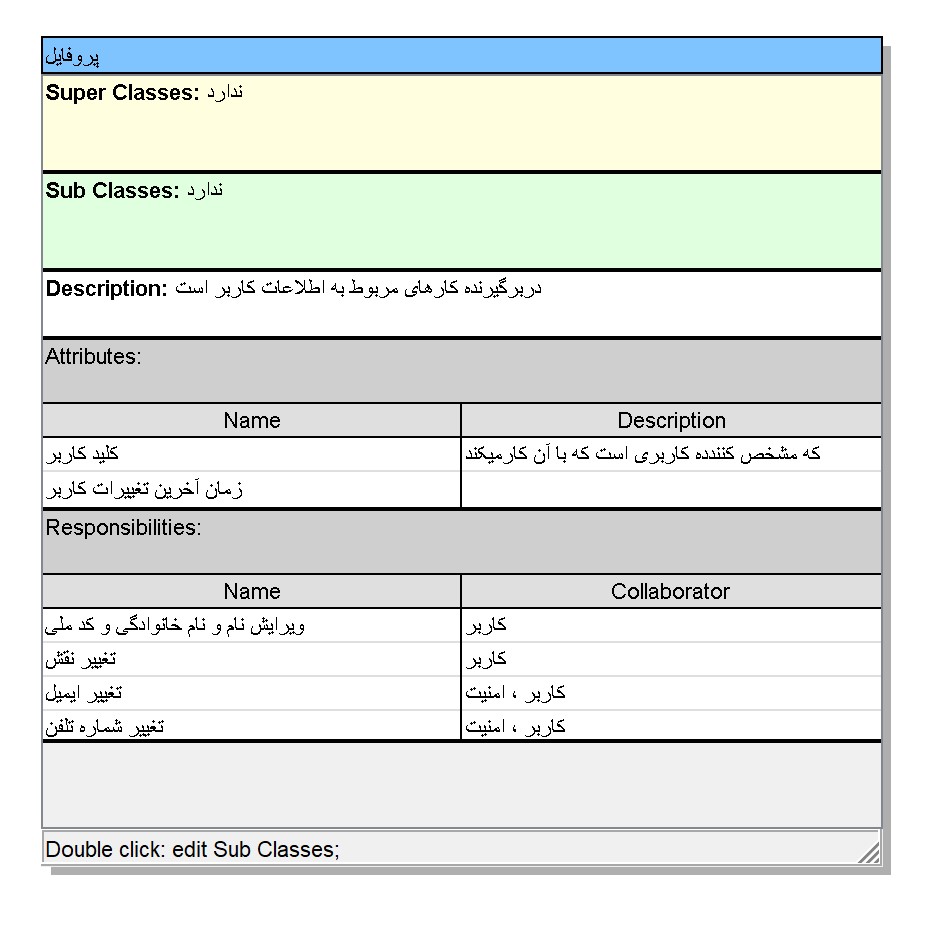 پروفایل
Super Classes: ندارد
Sub Classes: ندارد
Description: دربرگیرنده کارهای مربوط به اطلاعات کاربر است
Attributes:
Name Description
کلید کاربر که مشخص کنندده کاربری است که با آن کارمیکند
زمان آخرین تغییرات کاربر
Responsibilities:
Name Collaborator
ویرایش نام و نام خانوادگی و کد ملی کاربر
تغییر نقش کاربر
تغییر ایمیل کاربر ، امنیت
تغییر شماره تلفن کاربر ، امنیت
Double click: edit Sub Classes;